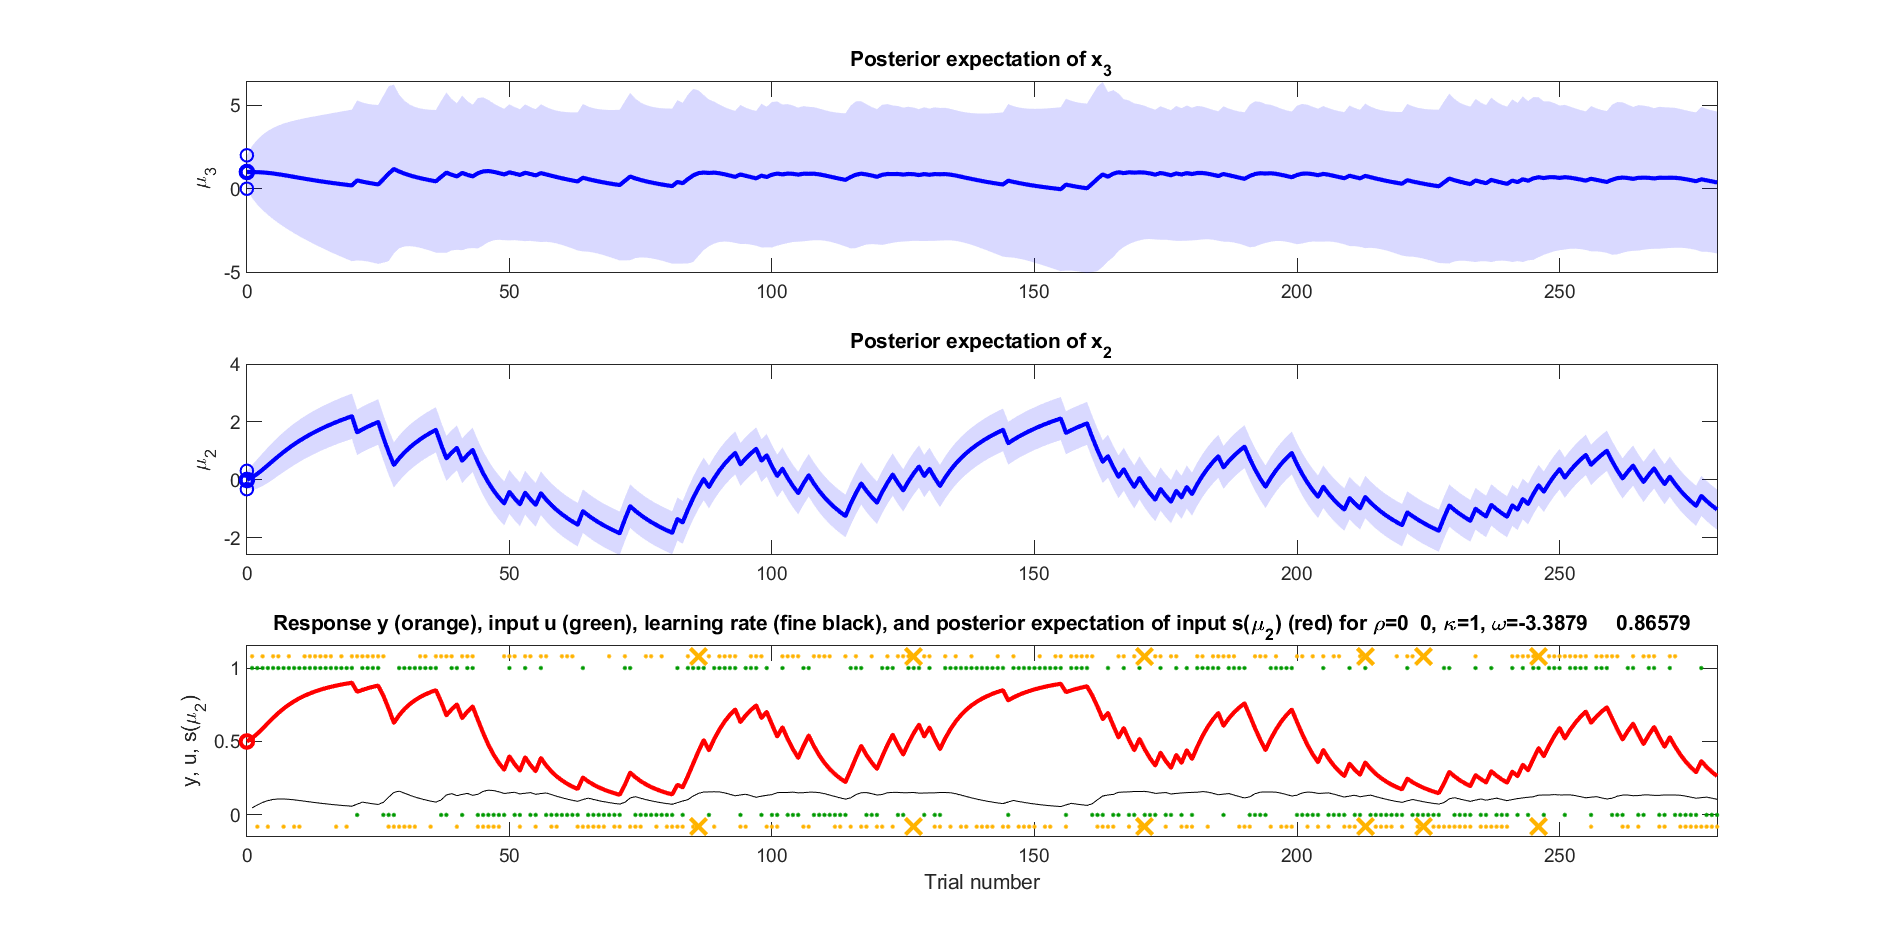 Posterior expectation of x3
5
0
-5
μ3
0 50 100 150 200 250
Posterior expectation of x2
4
2
0
-2
μ2
0 50 100 150 200 250
Response y (orange), input u (green), learning rate (fine black), and posterior expectation of input s(μ2) (red) for ρ=0 0, κ=1, ω=-3.3879 0.86579
1
0.5
0
y, u, s(μ2)
0 50 100 150 200 250
Trial number